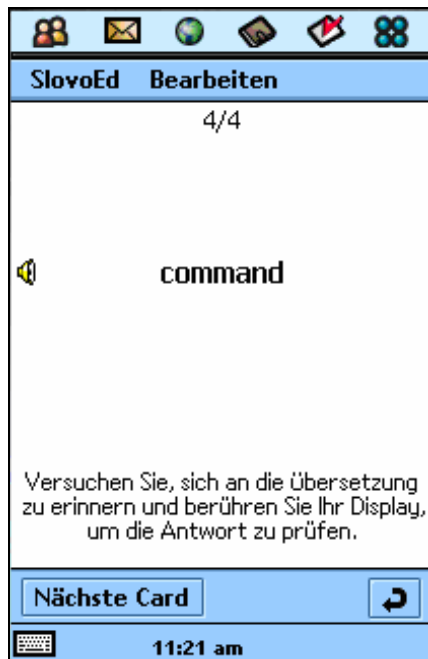 SlovoEd Bearbeiten
4/4
command
Versuchen Sie, sich an die Übersetzung
zu erinnern und berühren Sie Ihr Display,
um die Antwort zu prüfen.
Nächste Card
11:21 am